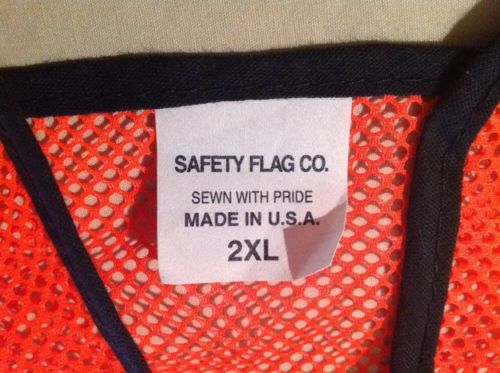 SAFETY FLAG CO.
SEWN WITH PRIDE
MADE IN U.S.A.
2XL